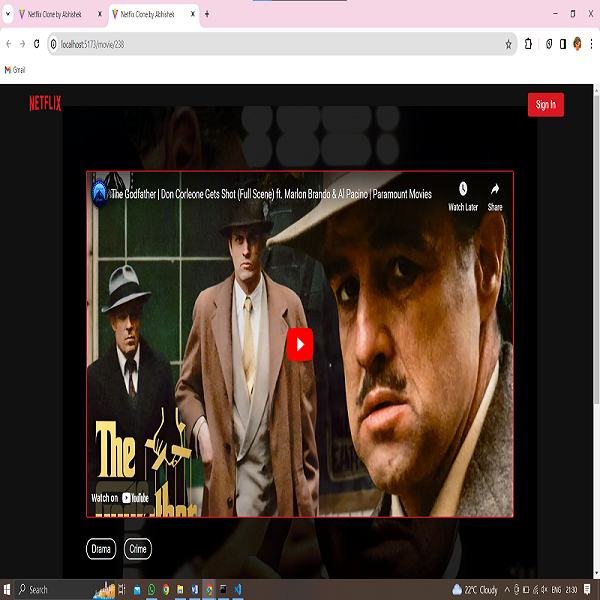 Netflix Clone by Abhishek
Netflix Clone by Abhishek
localhost:5173/movie/238
Gmail
NETFLIX
Sign In
The Godfather | Don Corleone Gets Shot (Full Scene) ft. Marlon Brando & Al Pacino | Paramount Movies
Watch Later
Share
The
Godfather
Watch on YouTube
Drama
Crime
Search
22°C Cloudy
ENG
21:30